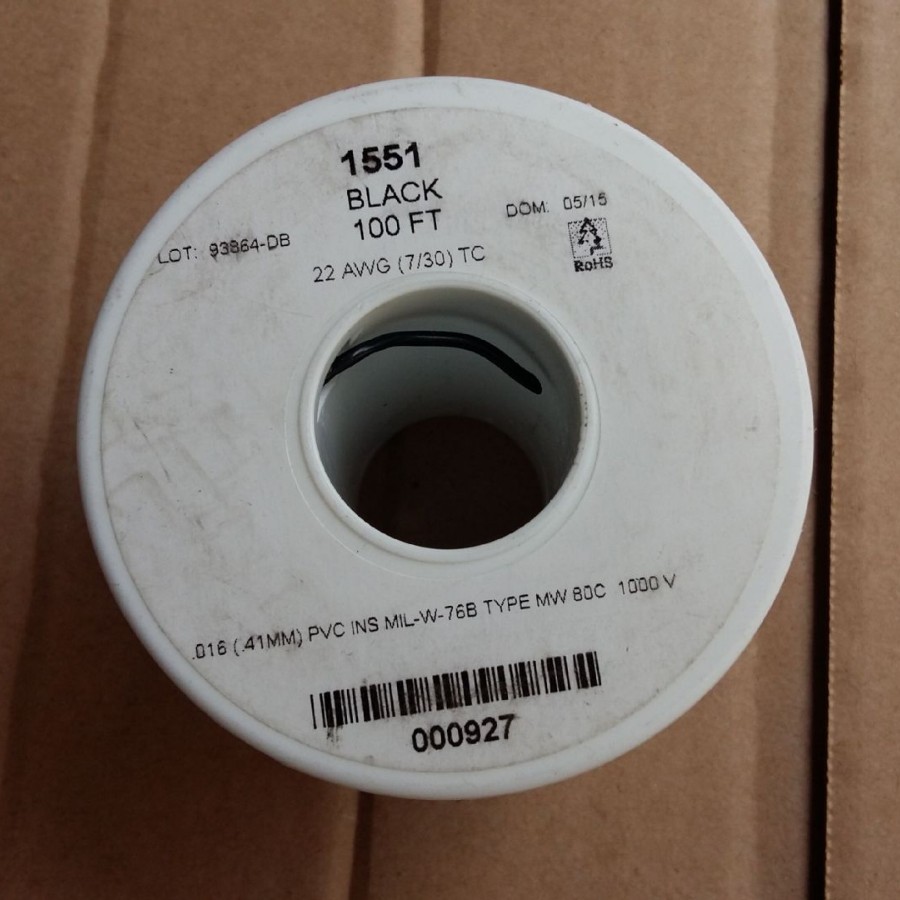 1551
BLACK
100 FT
LOT: 93864-DB
DOM: 05/15
RoHS
22 AWG (7/30) TC
.016 (.41MM) PVC INS MIL-W-76B TYPE MW 80C 1000 V
000927